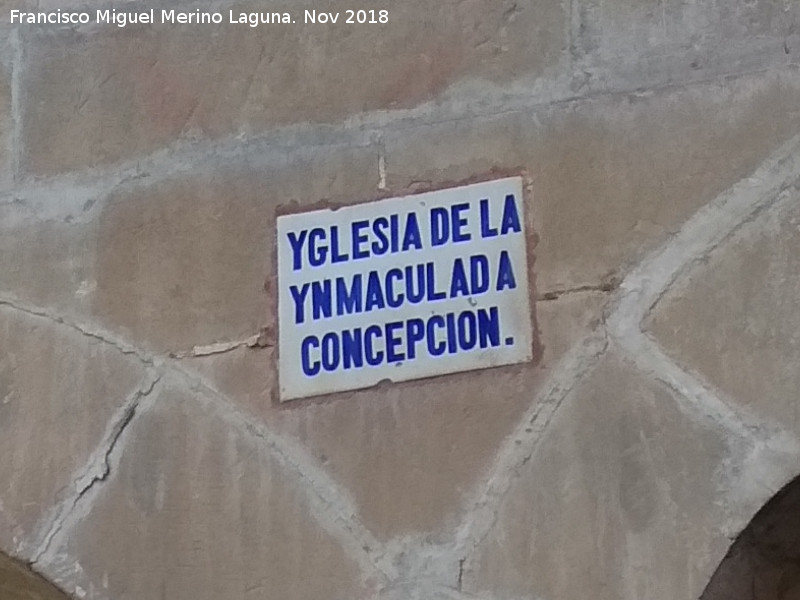 Francisco Miguel Merino Laguna. Nov 2018
YGLESIA DE LA
YNMACULADA
CONCEPCION.